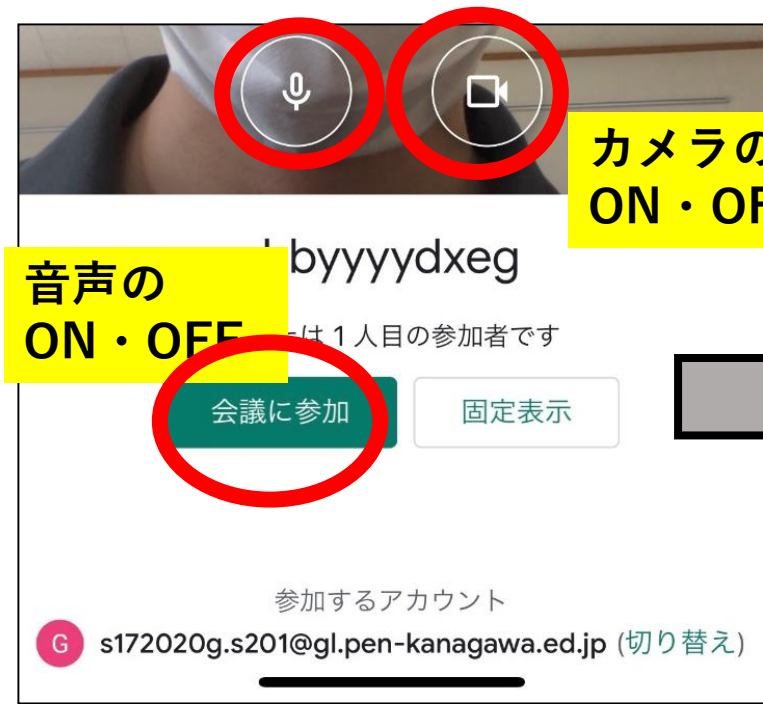 カメラの
ON・OF
byyyydxeg
音声の
ON・OFF
は 1 人目の参加者です
会議に参加
固定表示
参加するアカウント
G s172020g.s201@gl.pen-kanagawa.ed.jp (切り替え)